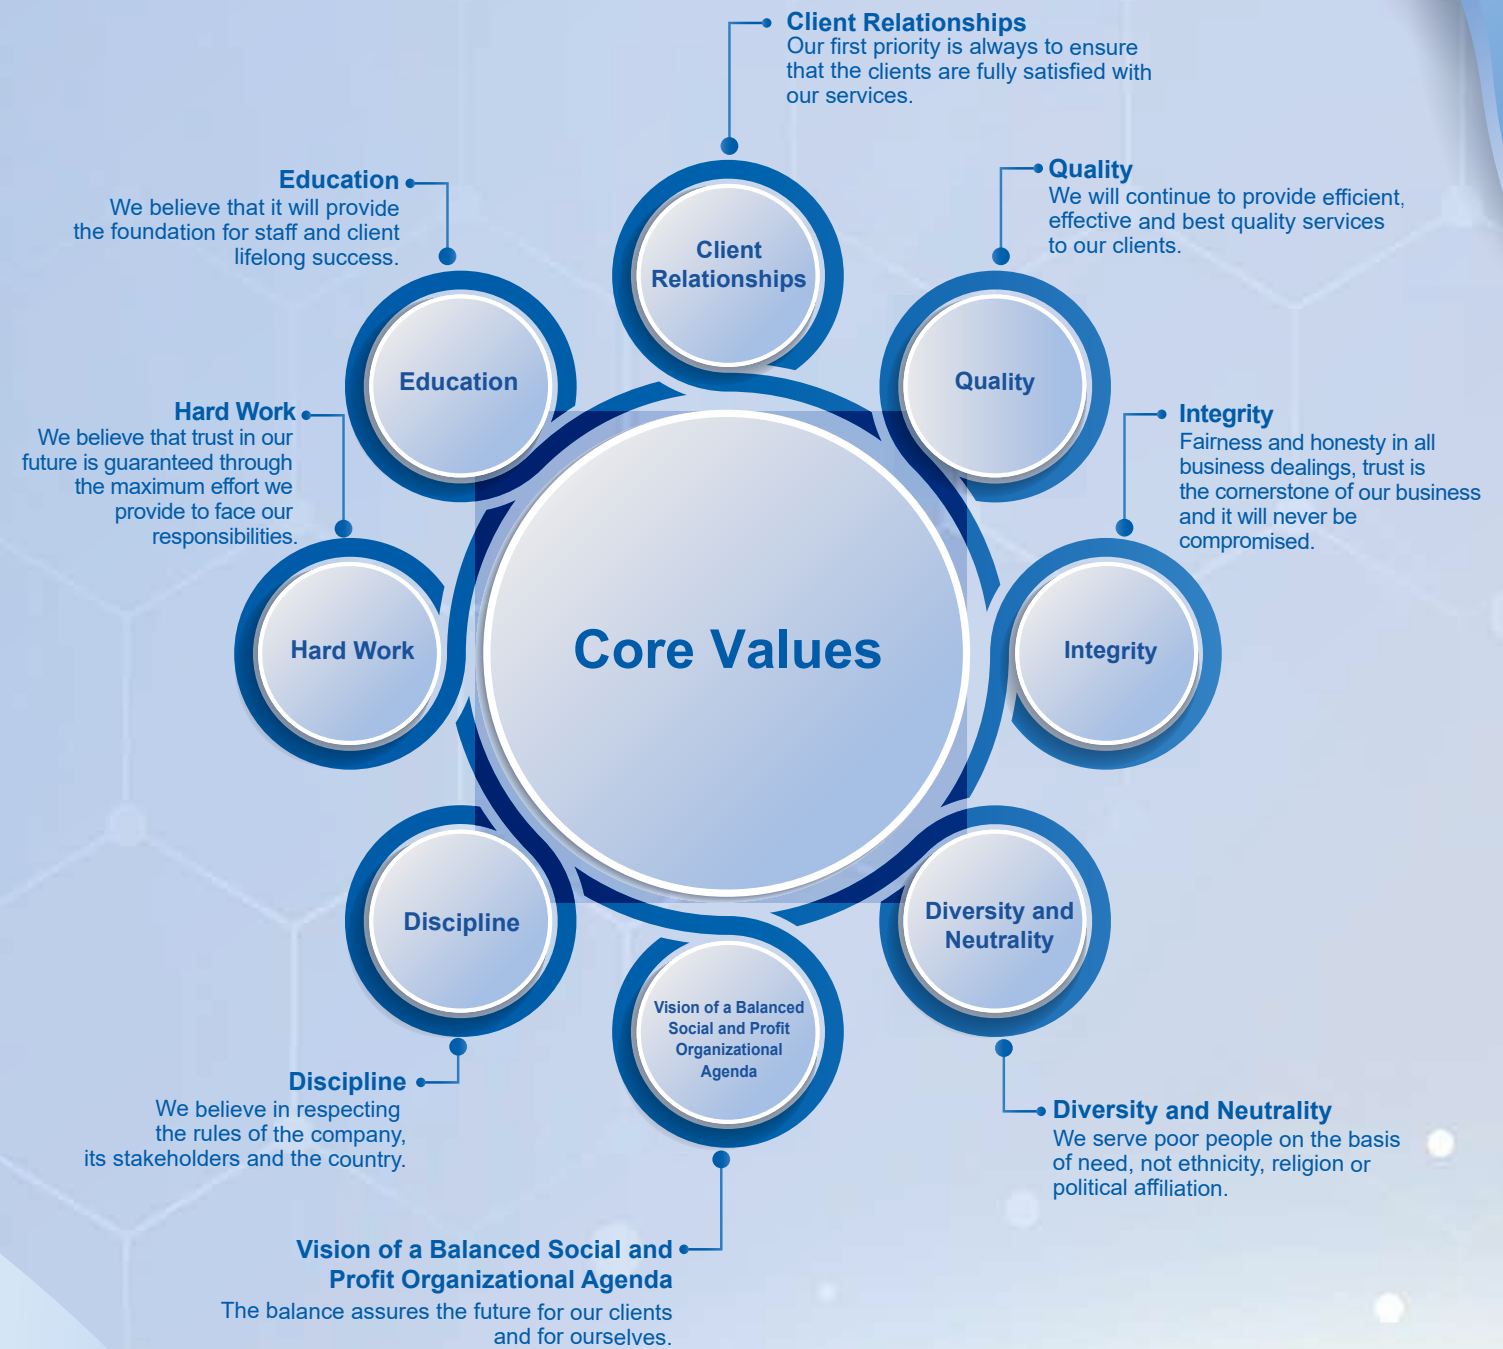 Client Relationships
Our first priority is always to ensure
that the clients are fully satisfied with
our services.
Education
We believe that it will provide
the foundation for staff and client
lifelong success.
Quality
We will continue to provide efficient,
effective and best quality services
to our clients.
Client
Relationships
Education
Quality
Hard Work
We believe that trust in our
future is guaranteed through
the maximum effort we
provide to face our
responsibilities.
Integrity
Fairness and honesty in all
business dealings, trust is
the cornerstone of our business
and it will never be
compromised.
Hard Work
Core Values
Integrity
Discipline
Diversity and
Neutrality
Vision of a Balanced
Social and Profit
Organizational
Agenda
Discipline
We believe in respecting
the rules of the company,
its stakeholders and the country.
Diversity and Neutrality
We serve poor people on the basis
of need, not ethnicity, religion or
political affiliation.
Vision of a Balanced Social and
Profit Organizational Agenda
The balance assures the future for our clients
and for ourselves.